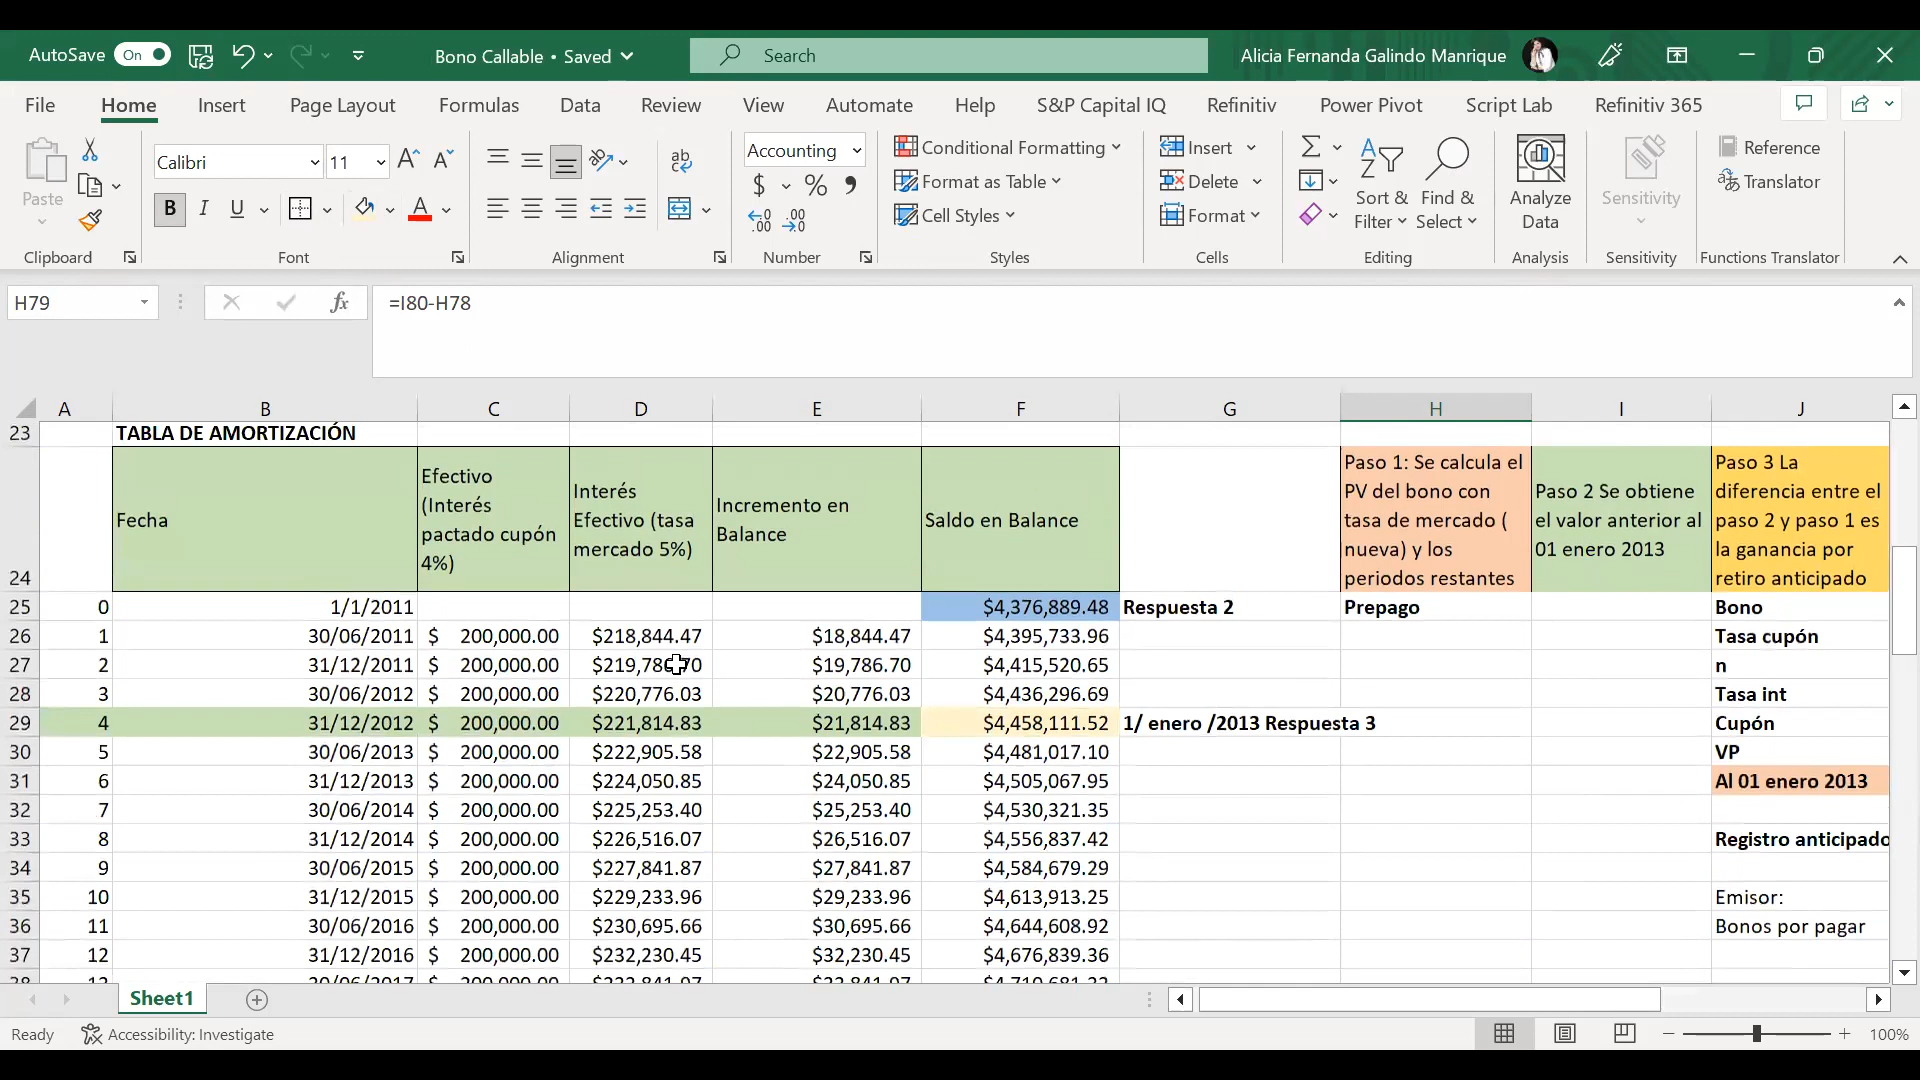 AutoSave On Bono Callable • Saved Search Alicia Fernanda Galindo Manrique
File Home Insert Page Layout Formulas Data Review View Automate Help S&P Capital IQ Refinitiv Power Pivot Script Lab Refinitiv 365
Paste Calibri 11 Accounting Conditional Formatting Insert Reference
Format as Table Delete Translator
Cell Styles Format
B I U A $ % Sort & Filter Find & Select Analyze Data Sensitivity
Clipboard Font Alignment Number Styles Cells Editing Analysis Sensitivity Functions Translator
H79 fx =I80-H78
A B C D E F G H I J
23 TABLA DE AMORTIZACIÓN
24 Fecha
Efectivo (Interés pactado cupón 4%)
Interés Efectivo (tasa mercado 5%)
Incremento en Balance
Saldo en Balance
Paso 1: Se calcula el PV del bono con tasa de mercado ( nueva) y los periodos restantes
Paso 2 Se obtiene el valor anterior al 01 enero 2013
Paso 3 La diferencia entre el paso 2 y paso 1 es la ganancia por retiro anticipado
25 0 1/1/2011 $4,376,889.48 Respuesta 2 Prepago Bono
26 1 30/06/2011 $ 200,000.00 $218,844.47 $18,844.47 $4,395,733.96 Tasa cupón
27 2 31/12/2011 $ 200,000.00 $219,786.70 $19,786.70 $4,415,520.65 n
28 3 30/06/2012 $ 200,000.00 $220,776.03 $20,776.03 $4,436,296.69 Tasa int
29 4 31/12/2012 $ 200,000.00 $221,814.83 $21,814.83 $4,458,111.52 1/ enero /2013 Respuesta 3 Cupón
30 5 30/06/2013 $ 200,000.00 $222,905.58 $22,905.58 $4,481,017.10 VP
31 6 31/12/2013 $ 200,000.00 $224,050.85 $24,050.85 $4,505,067.95 Al 01 enero 2013
32 7 30/06/2014 $ 200,000.00 $225,253.40 $25,253.40 $4,530,321.35
33 8 31/12/2014 $ 200,000.00 $226,516.07 $26,516.07 $4,556,837.42 Registro anticipado
34 9 30/06/2015 $ 200,000.00 $227,841.87 $27,841.87 $4,584,679.29
35 10 31/12/2015 $ 200,000.00 $229,233.96 $29,233.96 $4,613,913.25 Emisor:
36 11 30/06/2016 $ 200,000.00 $230,695.66 $30,695.66 $4,644,608.92 Bonos por pagar
37 12 31/12/2016 $ 200,000.00 $232,230.45 $32,230.45 $4,676,839.36
Sheet1
Ready Accessibility: Investigate 100%